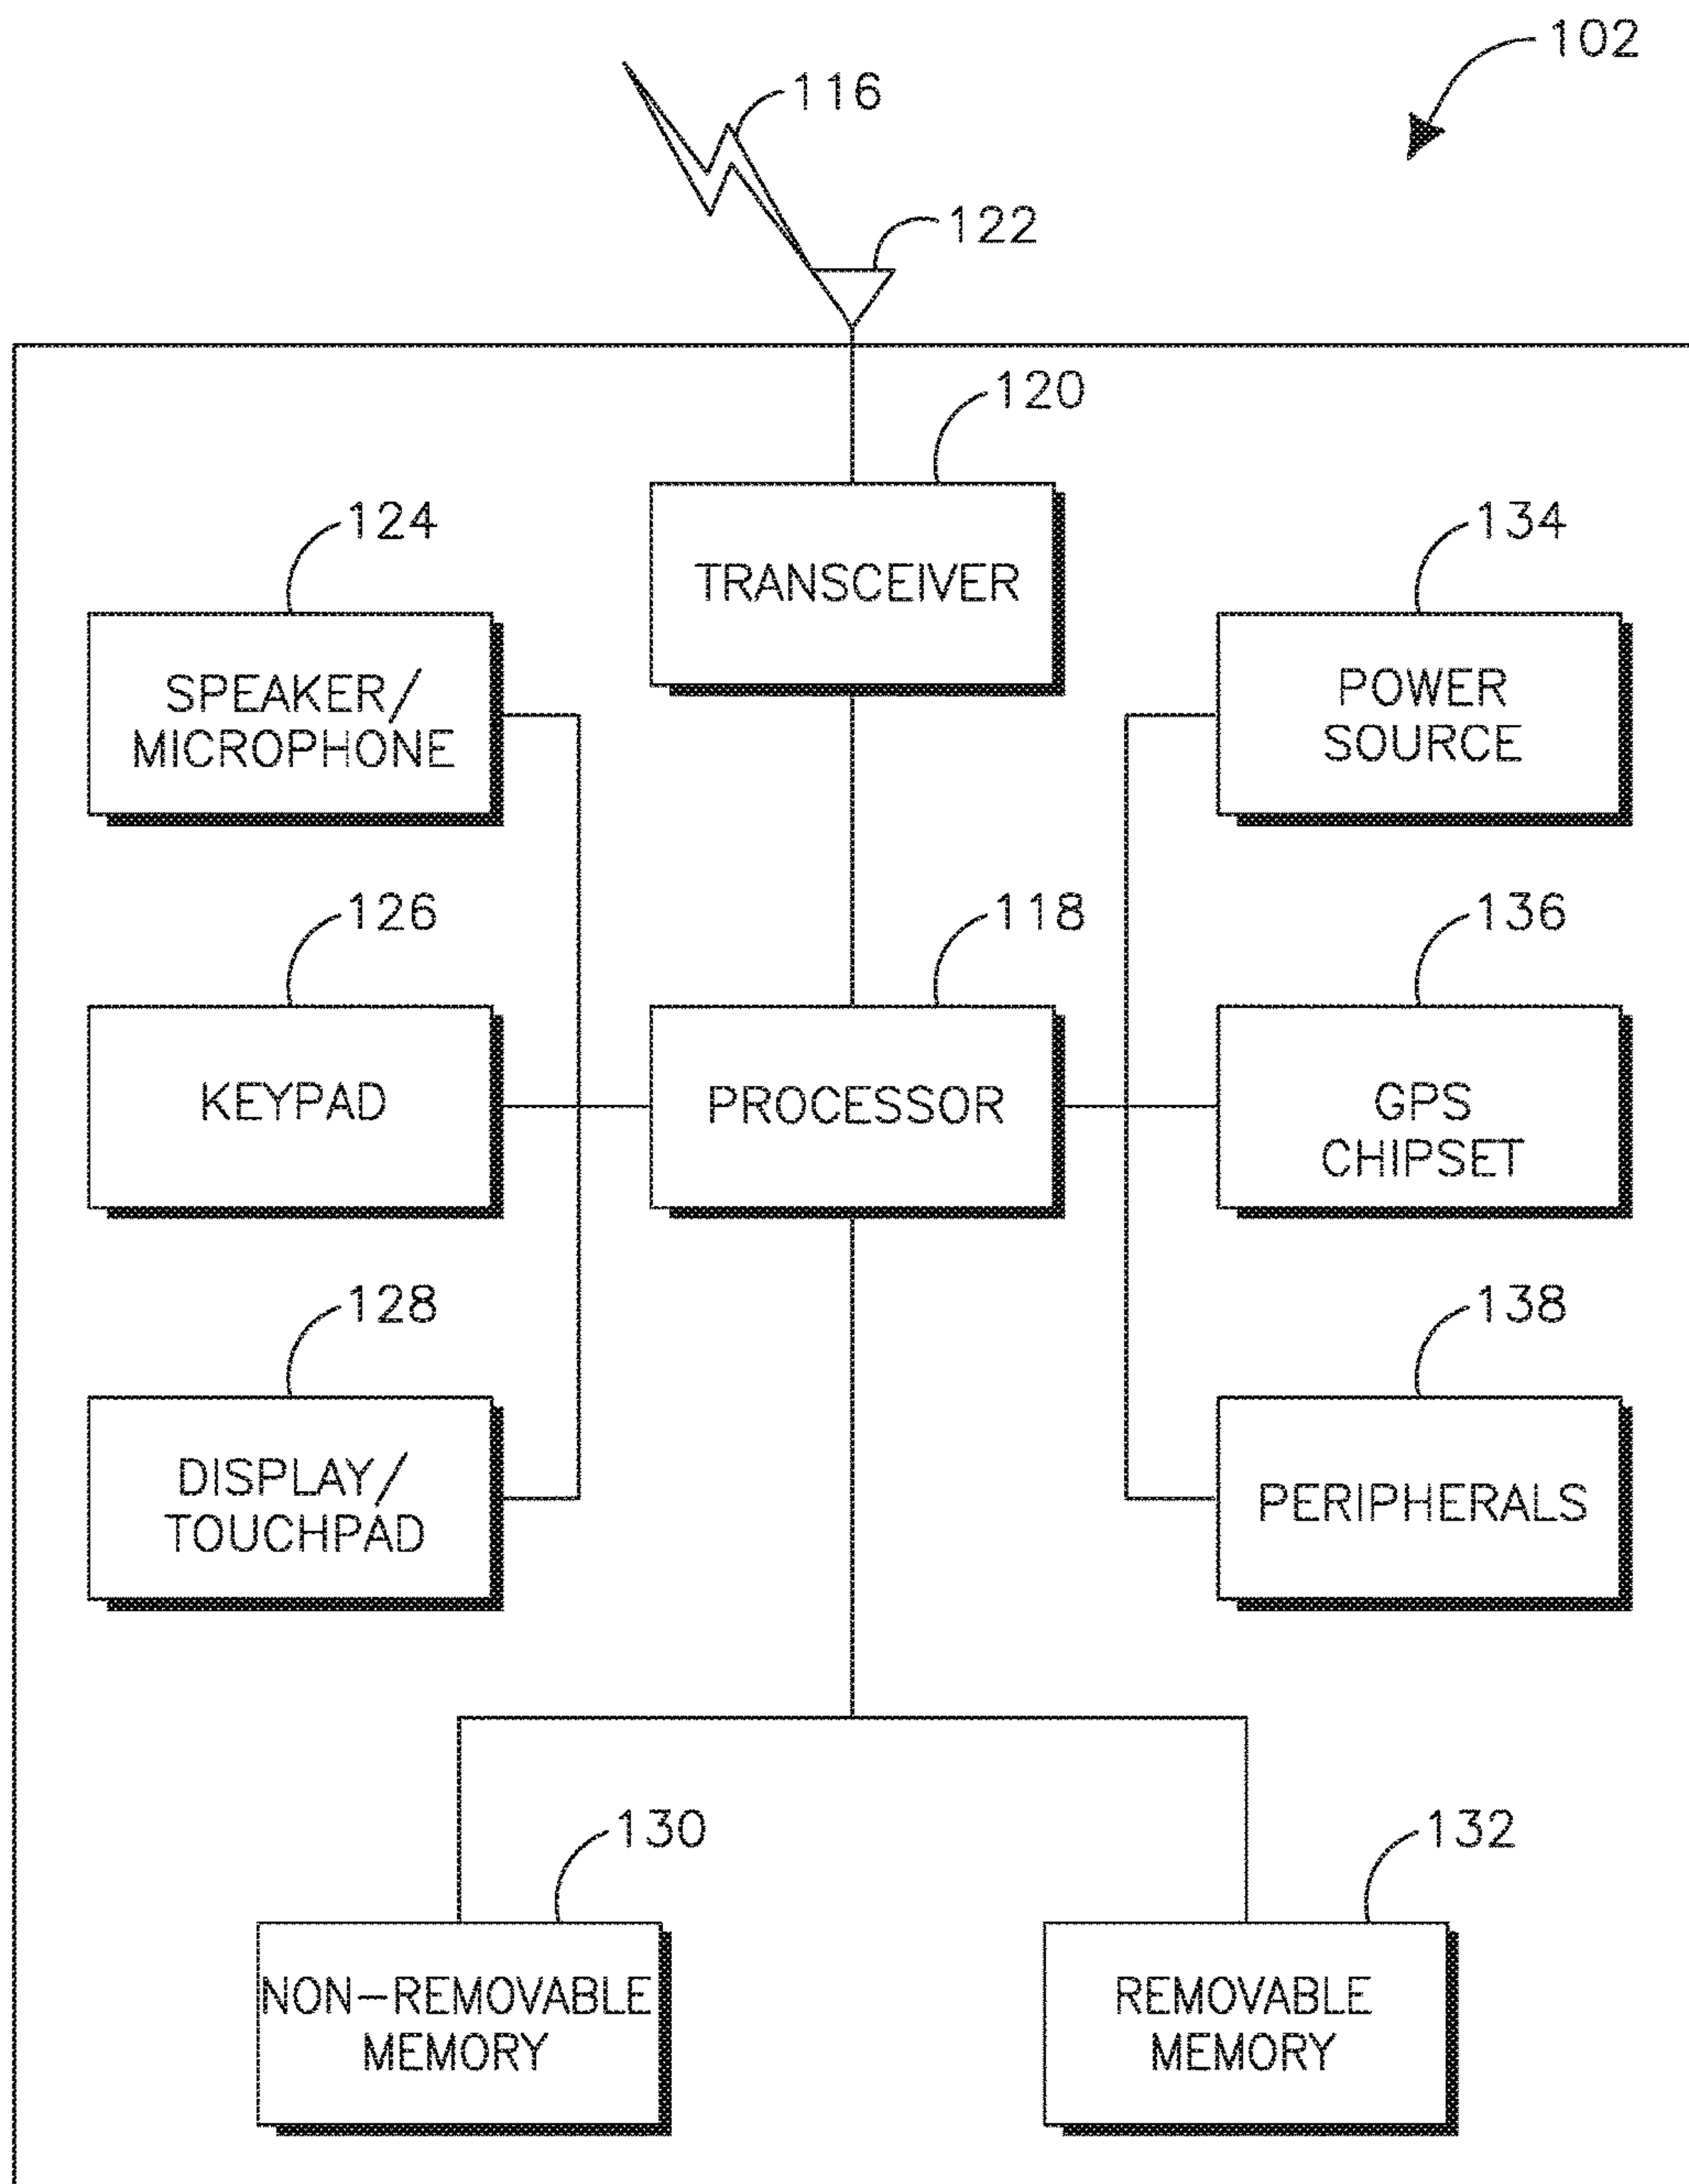 102
116
122
120
124
134
TRANSCEIVER
SPEAKER/
MICROPHONE
POWER
SOURCE
126
118
136
KEYPAD
PROCESSOR
GPS
CHIPSET
128
138
DISPLAY/
TOUCHPAD
PERIPHERALS
130
132
NON-REMOVABLE
MEMORY
REMOVABLE
MEMORY